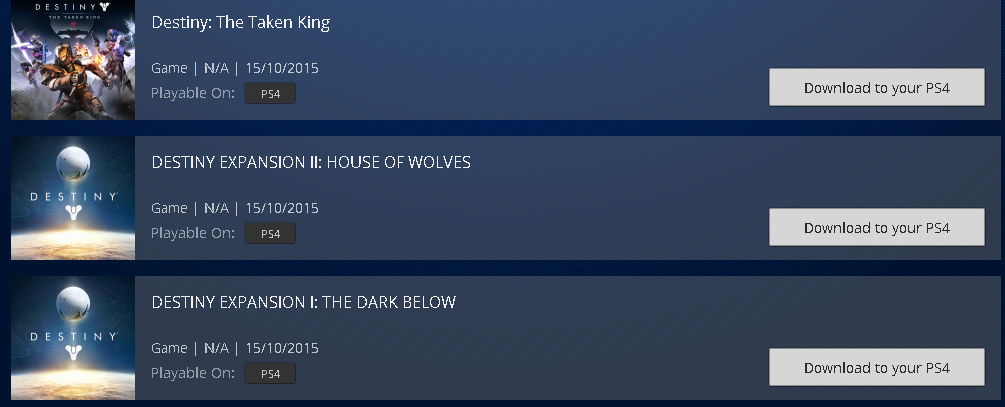 DESTINY
THE TAKEN KING
Destiny: The Taken King
Game | N/A | 15/10/2015
Playable On: PS4
Download to your PS4
DESTINY
DESTINY EXPANSION II: HOUSE OF WOLVES
Game | N/A | 15/10/2015
Playable On: PS4
Download to your PS4
DESTINY
DESTINY EXPANSION I: THE DARK BELOW
Game | N/A | 15/10/2015
Playable On: PS4
Download to your PS4